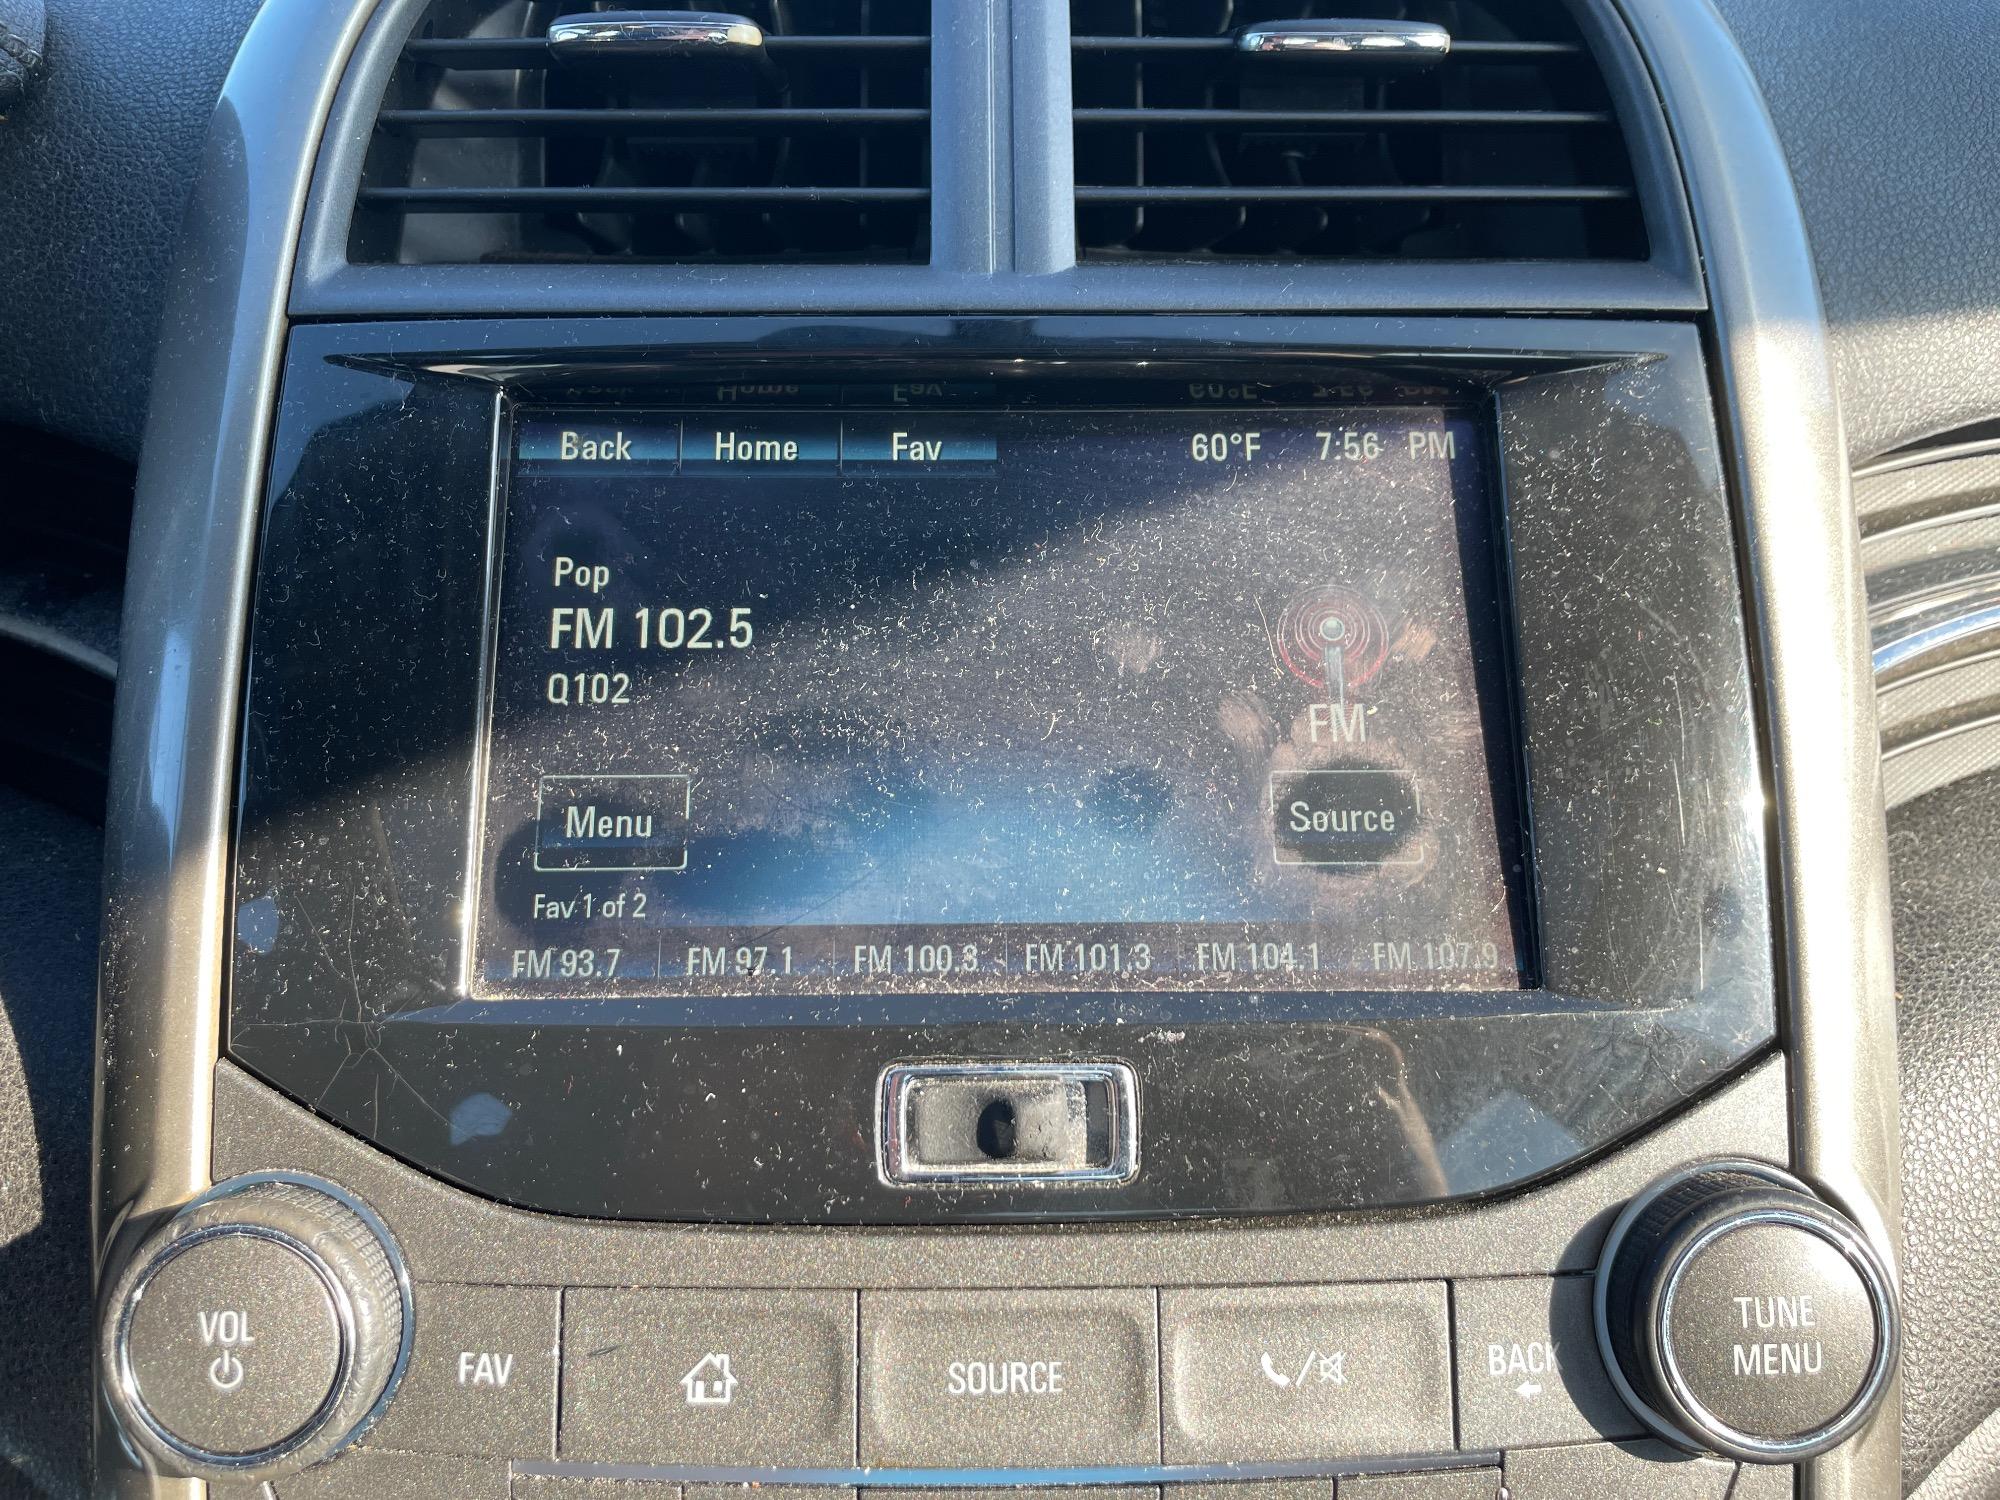 Back Home Fav 60°F 7:56 PM
Pop
FM 102.5
Q102
FM
Menu
Source
Fav 1 of 2
FM 93.7 FM 97.1 FM 100.3 FM 101.3 FM 104.1 FM 107.9
VOL
FAV
SOURCE
BACK
TUNE
MENU